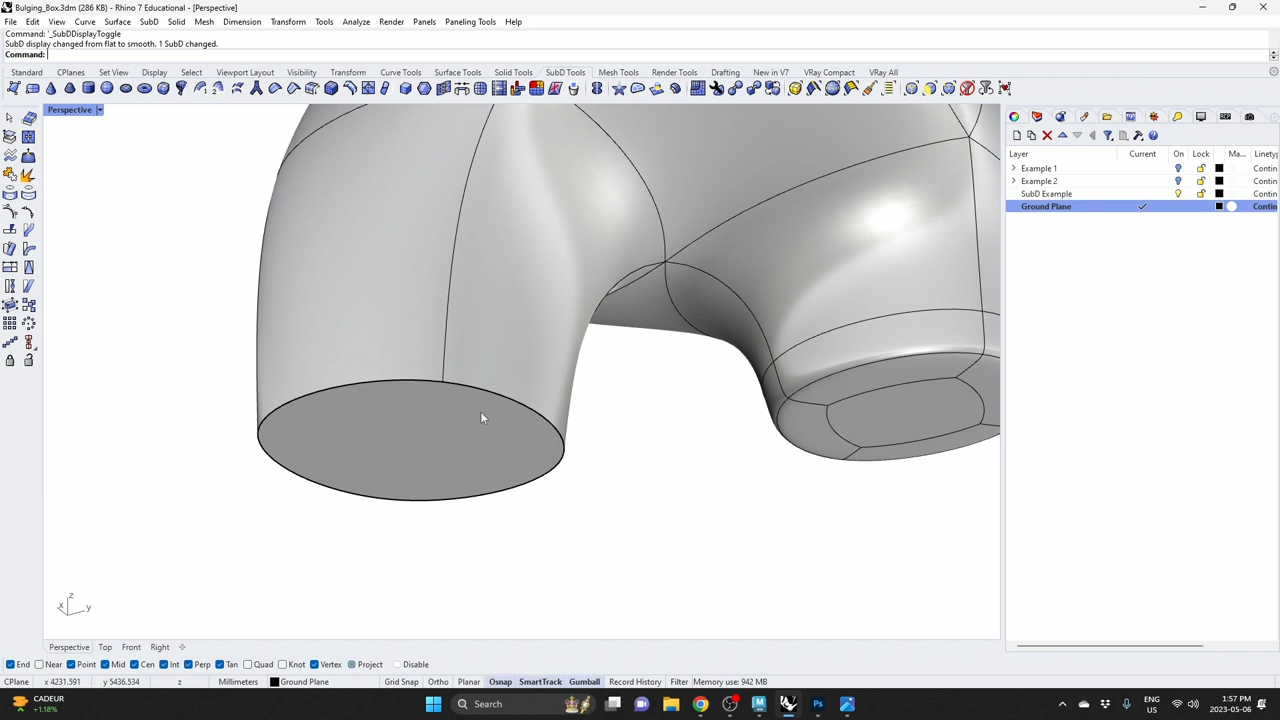 Bulging_Box.3dm (286 KB) - Rhino 7 Educational - [Perspective]
File Edit View Curve Surface SubD Solid Mesh Dimension Transform Tools Analyze Render Panels Paneling Tools Help
Command: '_SubDDisplayToggle
SubD display changed from flat to smooth. 1 SubD changed.
Command:
Standard CPlanes Set View Display Select Viewport Layout Visibility Transform Curve Tools Surface Tools Solid Tools SubD Tools Mesh Tools Render Tools Drafting New in V7 VRay Compact VRay All
Perspective
Layer Current On Lock Ma... Linety
Example 1 Contin
Example 2 Contin
SubD Example Contin
Ground Plane Contin
z
x y
Perspective Top Front Right
End Near Point Mid Cen Int Perp Tan Quad Knot Vertex Project Disable
CPlane x 4231.591 y 5436.534 z Millimeters Ground Plane Grid Snap Ortho Planar Osnap SmartTrack Gumball Record History Filter Memory use: 942 MB
CADEUR
+1.18%
Search
ENG
US
1:57 PM
2023-05-06